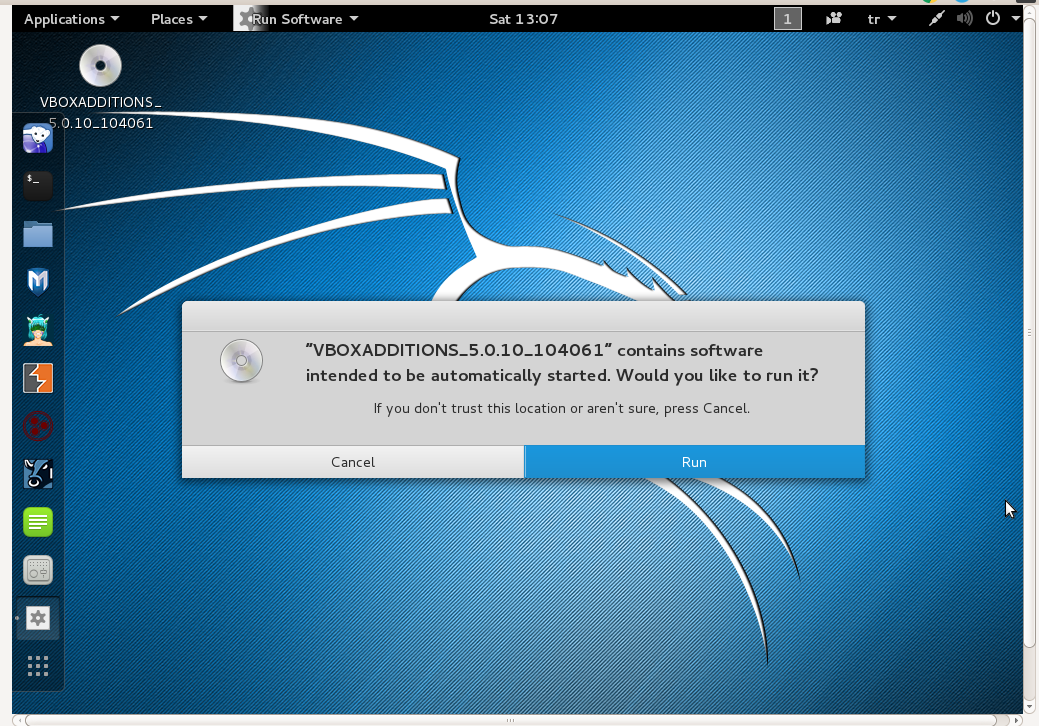 Applications Places Run Software Sat 13:07 1 tr
VBOXADDITIONS_
5.0.10_104061
$_
"VBOXADDITIONS_5.0.10_104061" contains software
intended to be automatically started. Would you like to run it?
If you don't trust this location or aren't sure, press Cancel.
Cancel Run